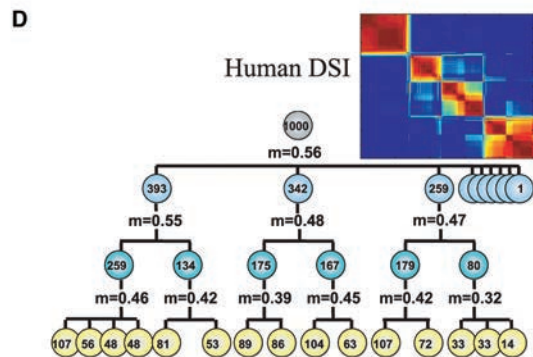 D
Human DSI
1000
m=0.56
393 342 259 1
m=0.55 m=0.48 m=0.47
259 134 175 167 179 80
m=0.46 m=0.42 m=0.39 m=0.45 m=0.42 m=0.32
107 56 48 48 81 53 89 86 104 63 107 72 33 33 14